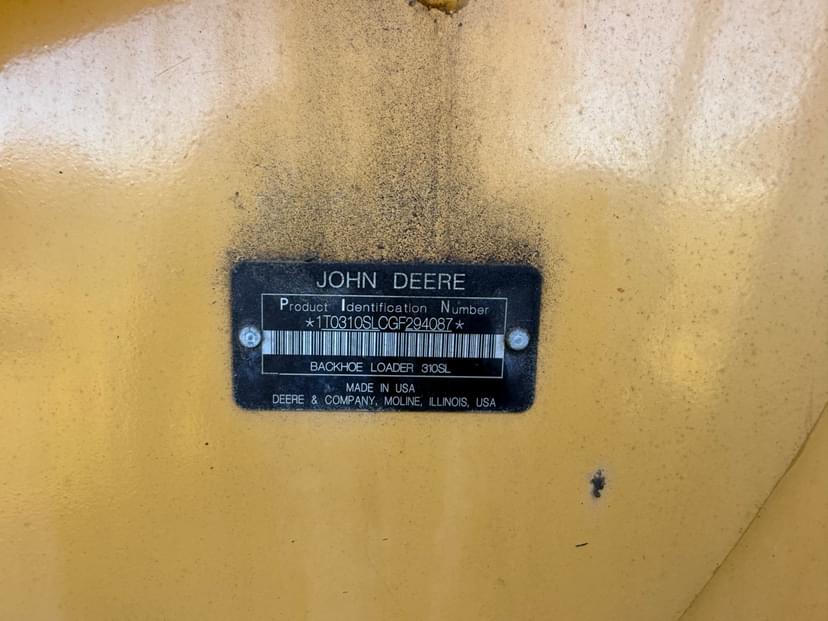 JOHN DEERE
Product Identification Number
*1T0310SLCGF294087*
BACKHOE LOADER 310SL
MADE IN USA
DEERE & COMPANY, MOLINE, ILLINOIS, USA